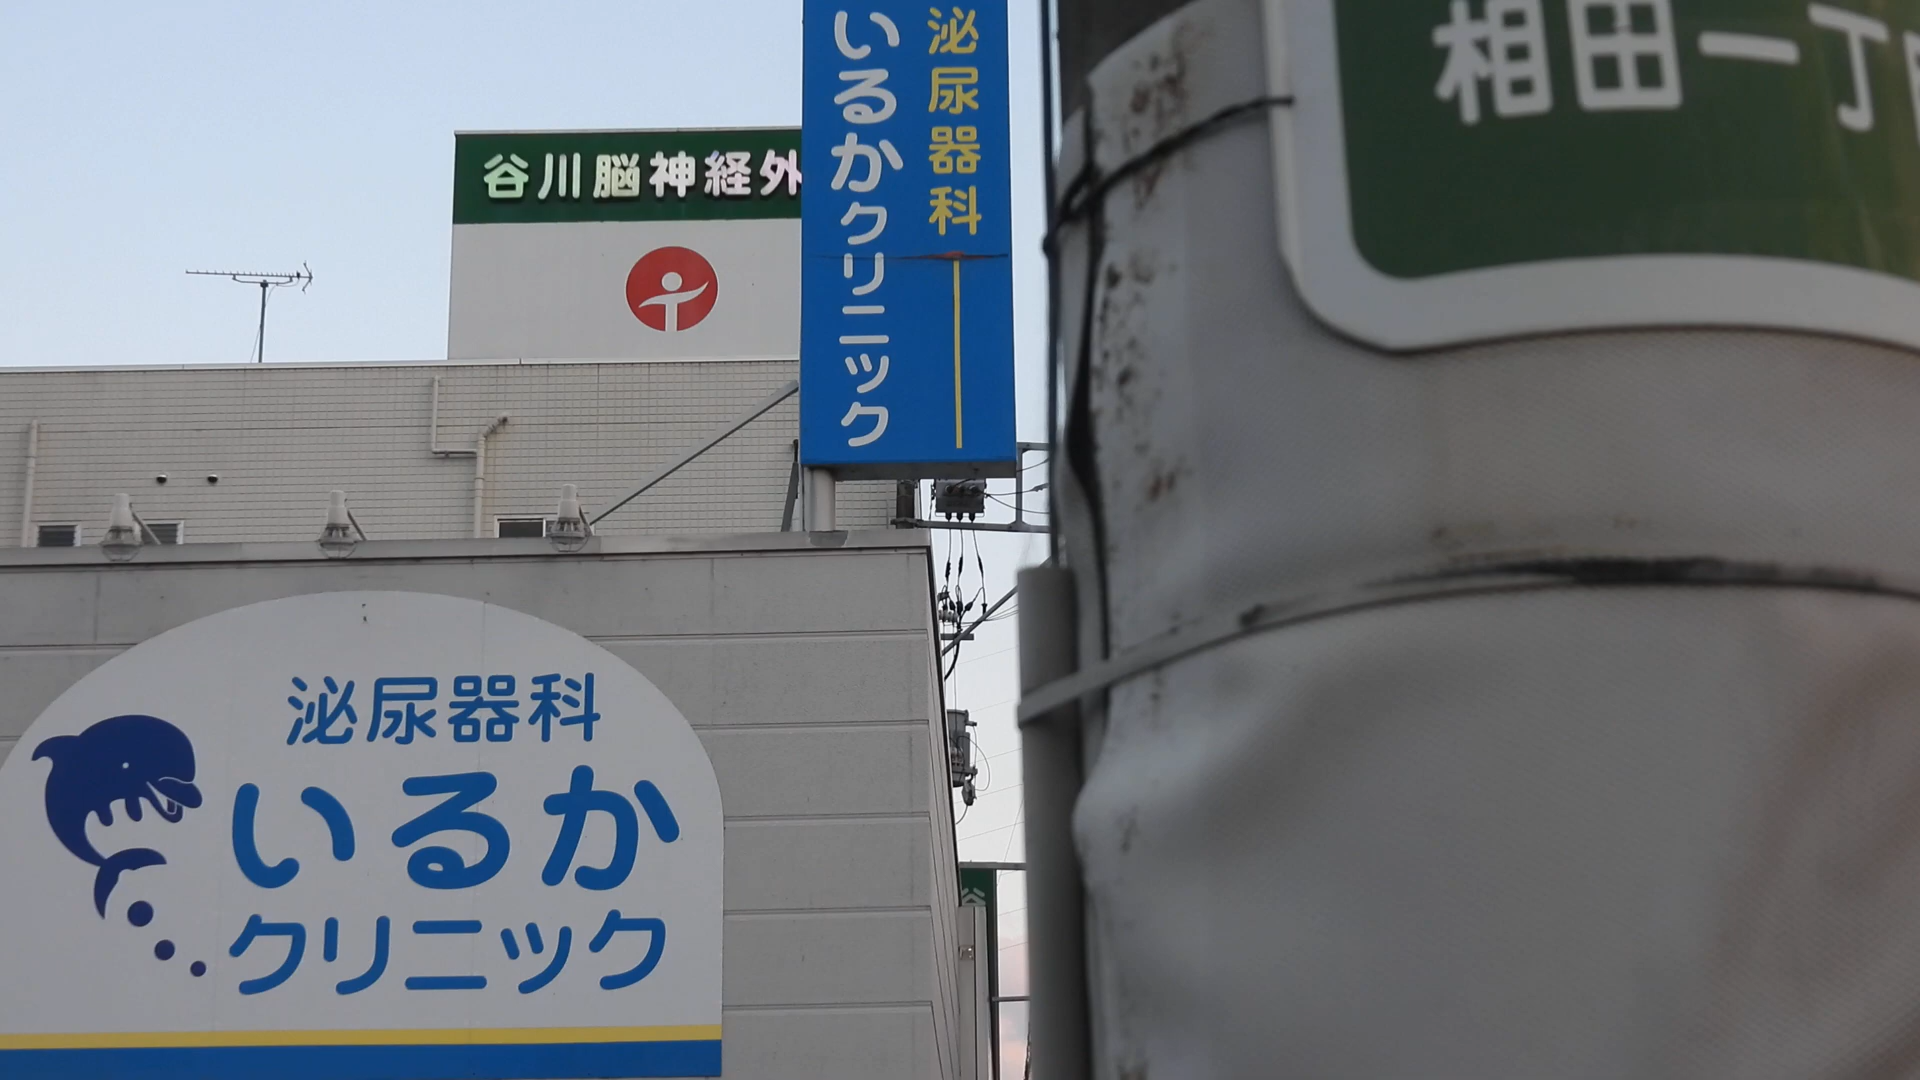 谷川脳神経外
泌尿器科
いるかクリニック
相田一丁
泌尿器科
いるか
クリニック
谷